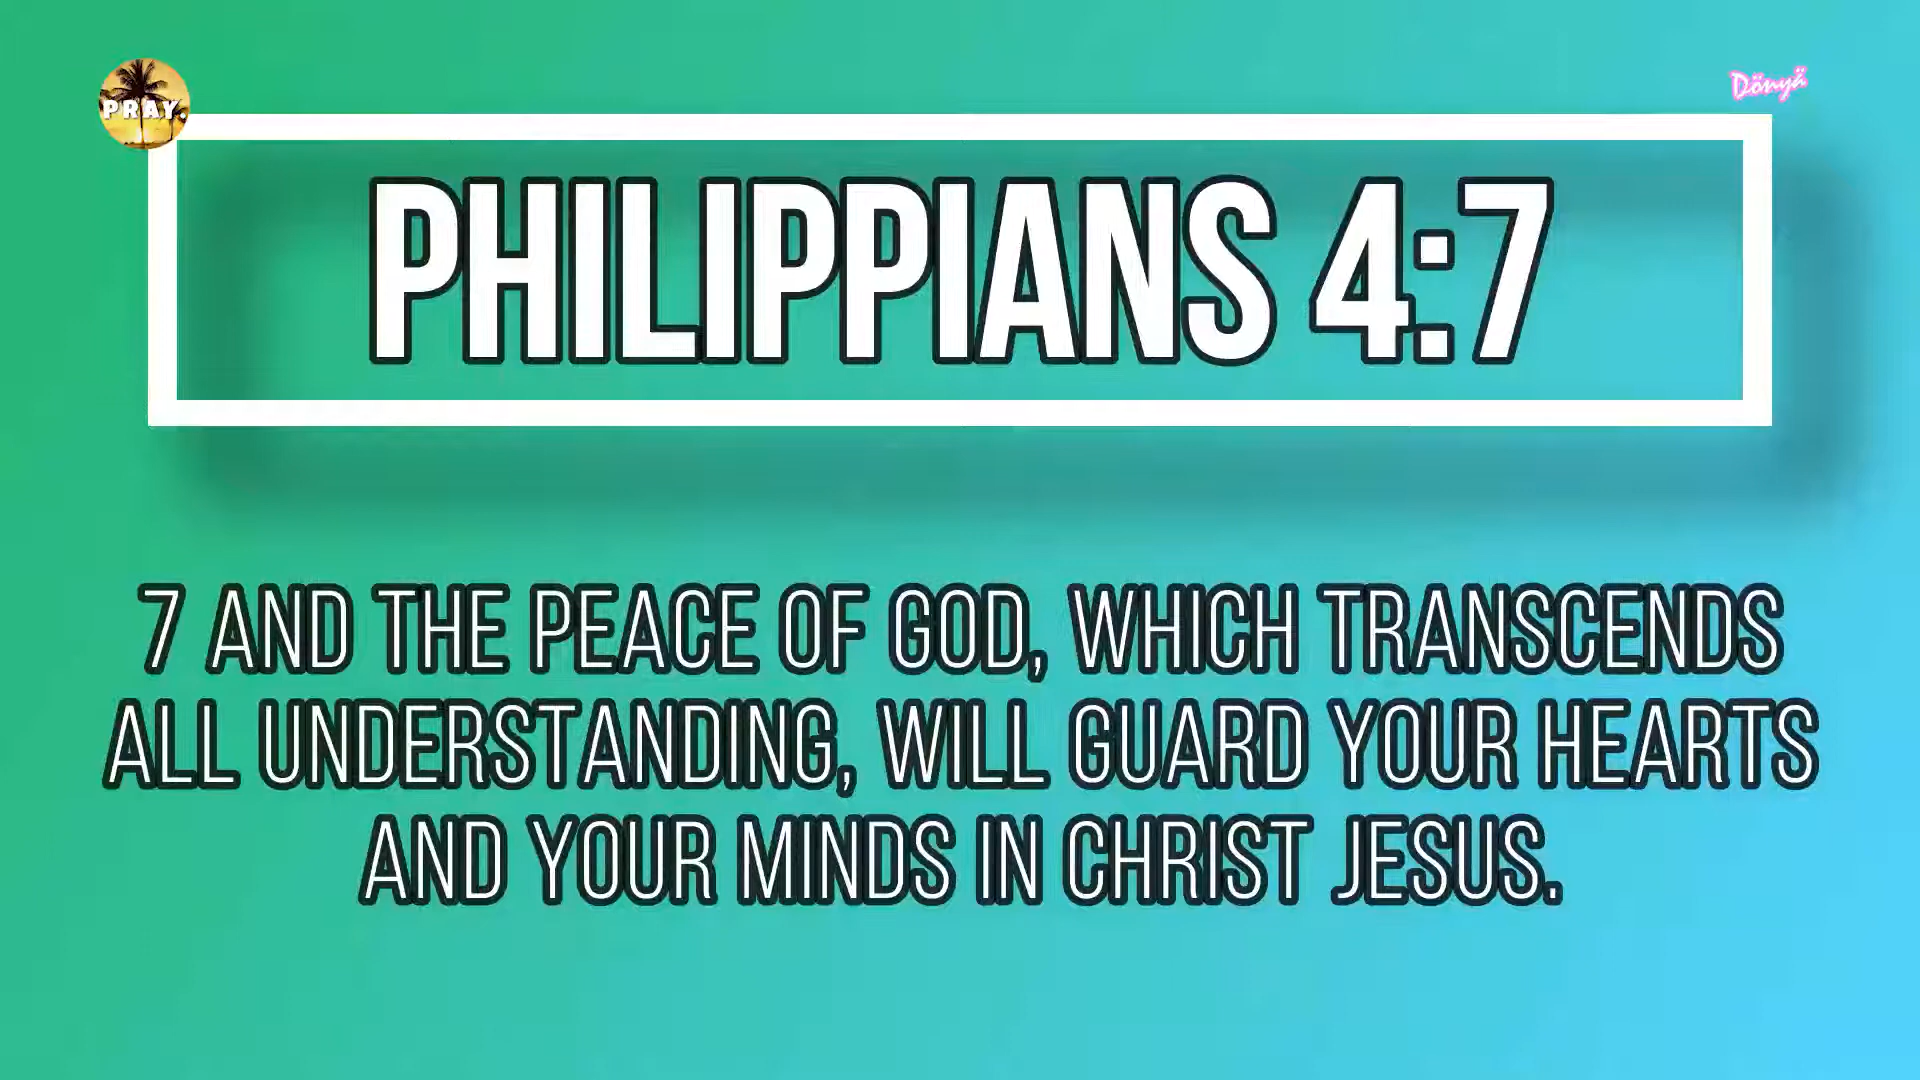 PRAY.
Dönyä
PHILIPPIANS 4:7
7 AND THE PEACE OF GOD, WHICH TRANSCENDS
ALL UNDERSTANDING, WILL GUARD YOUR HEARTS
AND YOUR MINDS IN CHRIST JESUS.